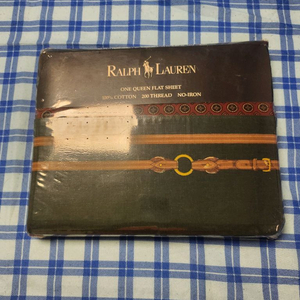 RALPH LAUREN
ONE QUEEN FLAT SHEET
100% COTTON 200 THREAD NO-IRON